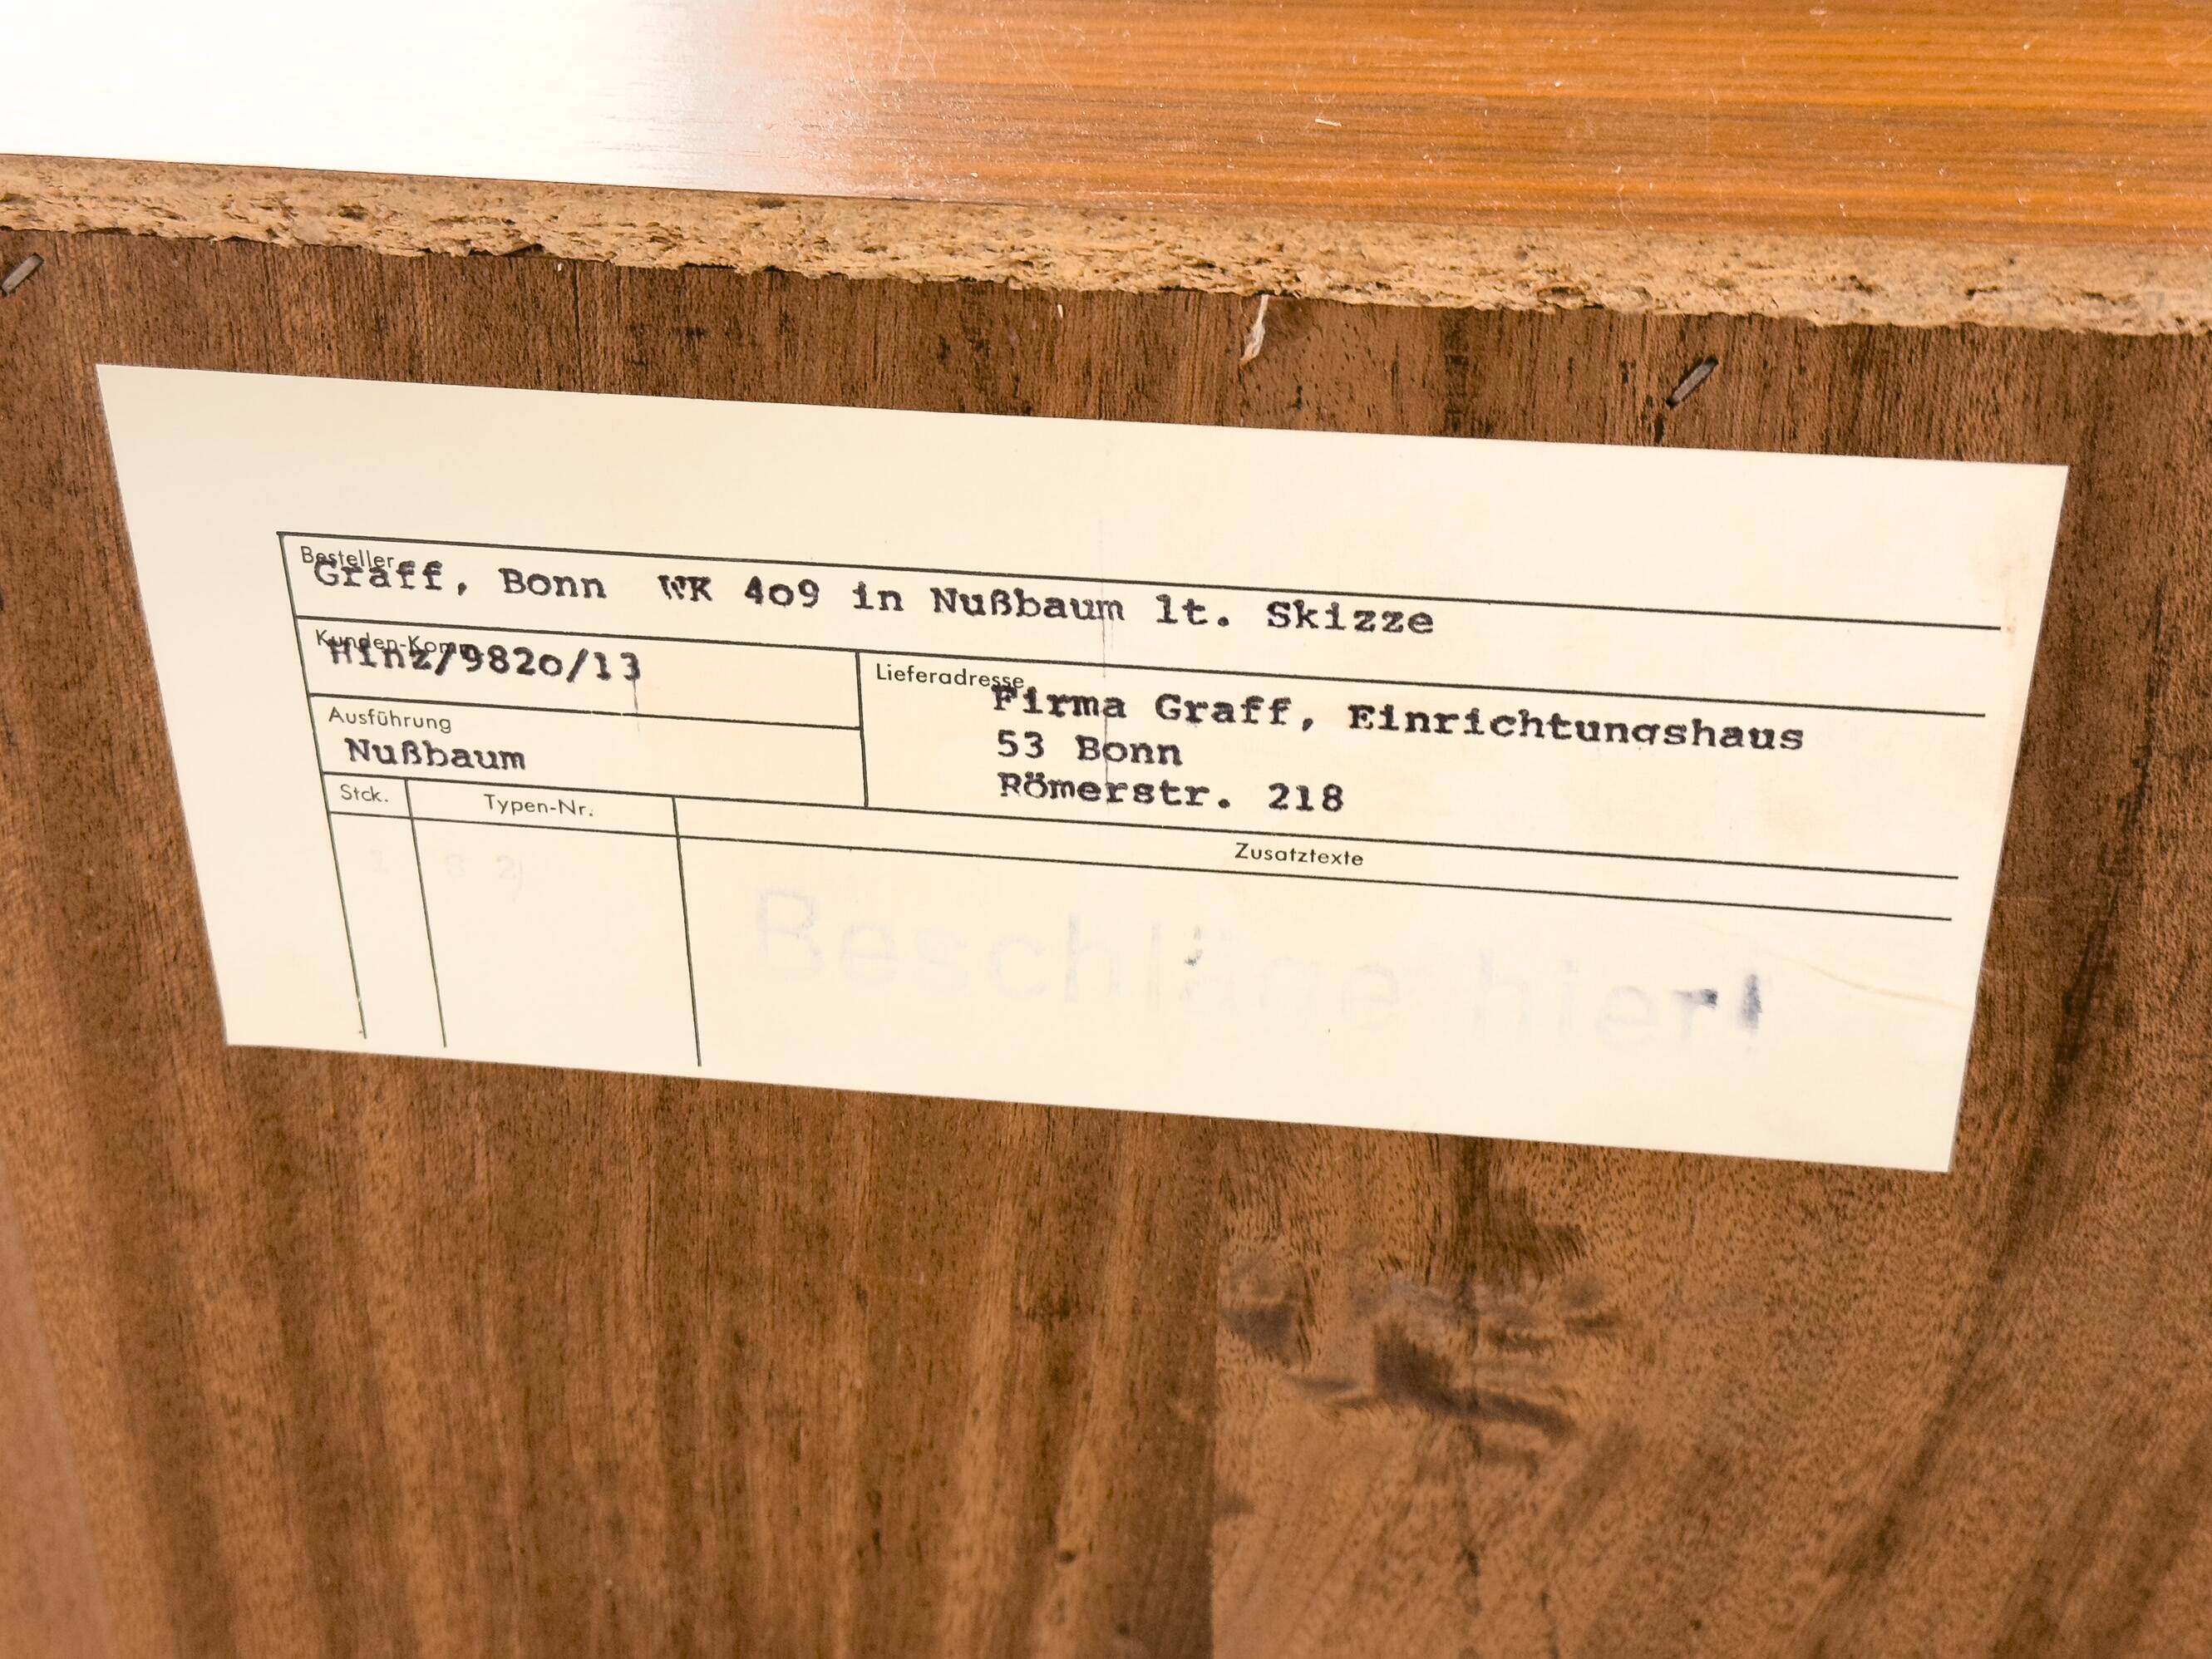 Besteller
Graff, Bonn WK 4o9 in Nußbaum lt. Skizze
Kunden-Komm.
Hinz/982o/13
Lieferadresse
Firma Graff, Einrichtungshaus
53 Bonn
Römerstr. 218
Ausführung
Nußbaum
Stck.
Typen-Nr.
Zusatztexte
Beschläge hier!